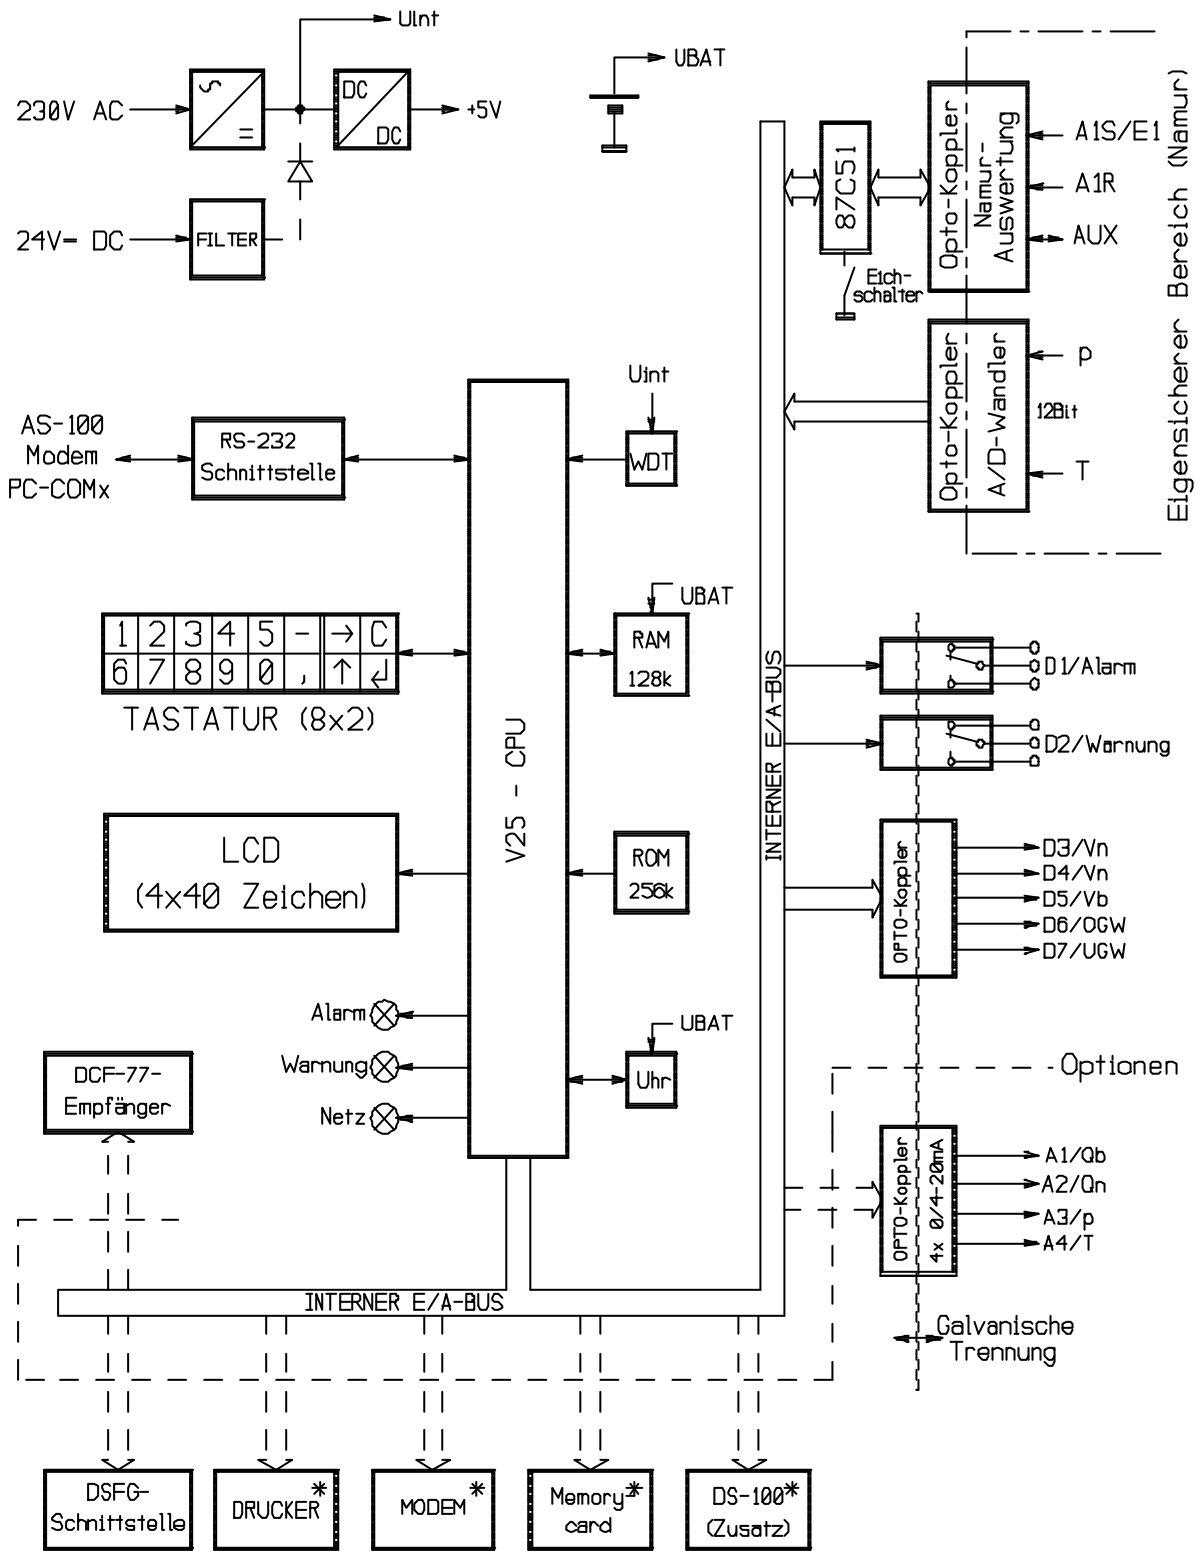 UInt
UBAT
230V AC
=
DC
DC
+5V
24V= DC
FILTER
87C51
Eich-
schalter
Opto-Koppler
Namur-
Auswertung
A1S/E1
A1R
AUX
Eigensicherer Bereich (Namur)
Opto-Koppler
A/D-Wandler
p
12Bit
T
AS-100
Modem
PC-COMx
RS-232
Schnittstelle
Uint
WDT
1 2 3 4 5 - → C
6 7 8 9 0 , ↑ ↵
TASTATUR (8x2)
V25 - CPU
UBAT
RAM
128k
INTERNER E/A-BUS
D1/Alarm
D2/Warnung
LCD
(4x40 Zeichen)
ROM
256k
OPTO-Koppler
D3/Vn
D4/Vn
D5/Vb
D6/OGW
D7/UGW
Alarm
Warnung
Netz
UBAT
Uhr
DCF-77-
Empfänger
Optionen
OPTO-Koppler
4x 0/4-20mA
A1/Qb
A2/Qn
A3/p
A4/T
INTERNER E/A-BUS
Galvanische
Trennung
DSFG-
Schnittstelle
DRUCKER*
MODEM*
Memory-*
card
DS-100*
(Zusatz)